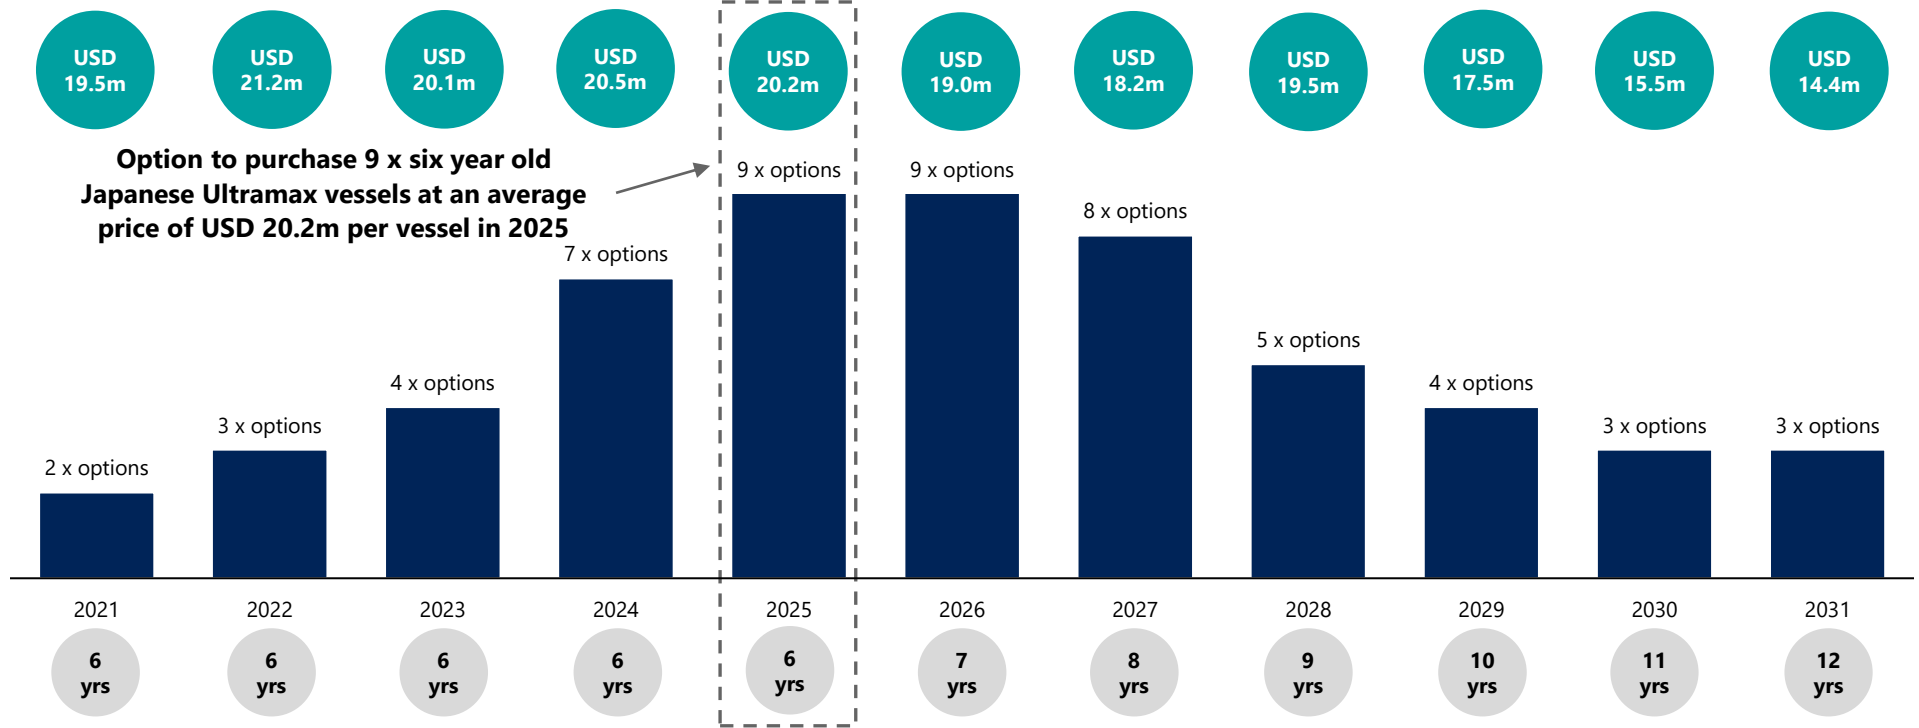 USD
19.5m
USD
21.2m
USD
20.1m
USD
20.5m
USD
20.2m
USD
19.0m
USD
18.2m
USD
19.5m
USD
17.5m
USD
15.5m
USD
14.4m
Option to purchase 9 x six year old
Japanese Ultramax vessels at an average
price of USD 20.2m per vessel in 2025
2 x options
3 x options
4 x options
7 x options
9 x options
9 x options
8 x options
5 x options
4 x options
3 x options
3 x options
2021
2022
2023
2024
2025
2026
2027
2028
2029
2030
2031
6
yrs
6
yrs
6
yrs
6
yrs
6
yrs
7
yrs
8
yrs
9
yrs
10
yrs
11
yrs
12
yrs